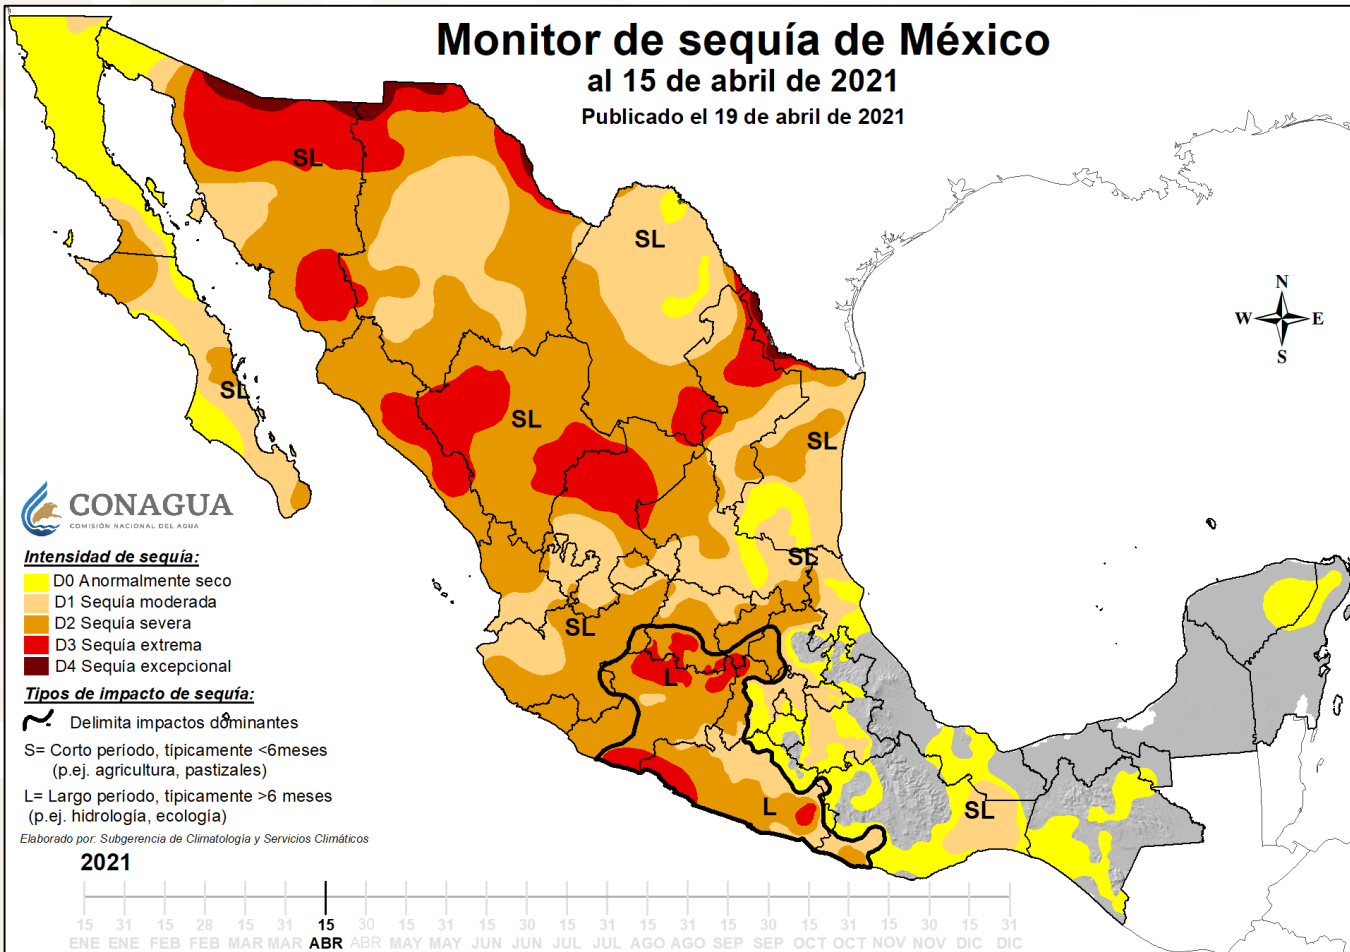 Monitor de sequía de México
al 15 de abril de 2021
Publicado el 19 de abril de 2021
SL
SL
SL
SL
SL
SL
SL
SL
L
L
SL
N
W E
S
CONAGUA
COMISIÓN NACIONAL DEL AGUA
Intensidad de sequía:
D0 Anormalmente seco
D1 Sequía moderada
D2 Sequía severa
D3 Sequía extrema
D4 Sequía excepcional
Tipos de impacto de sequía:
Delimita impactos dominantes
S= Corto período, típicamente <6meses
(p.ej. agricultura, pastizales)
L= Largo período, típicamente >6 meses
(p.ej. hidrología, ecología)
Elaborado por: Subgerencia de Climatología y Servicios Climáticos
2021
15 31 15 28 15 31 15 30 15 31 15 30 15 31 15 31 15 30 15 31 15 30 15 31
ENE ENE FEB FEB MAR MAR ABR ABR MAY MAY JUN JUN JUL JUL AGO AGO SEP SEP OCT OCT NOV NOV DIC DIC